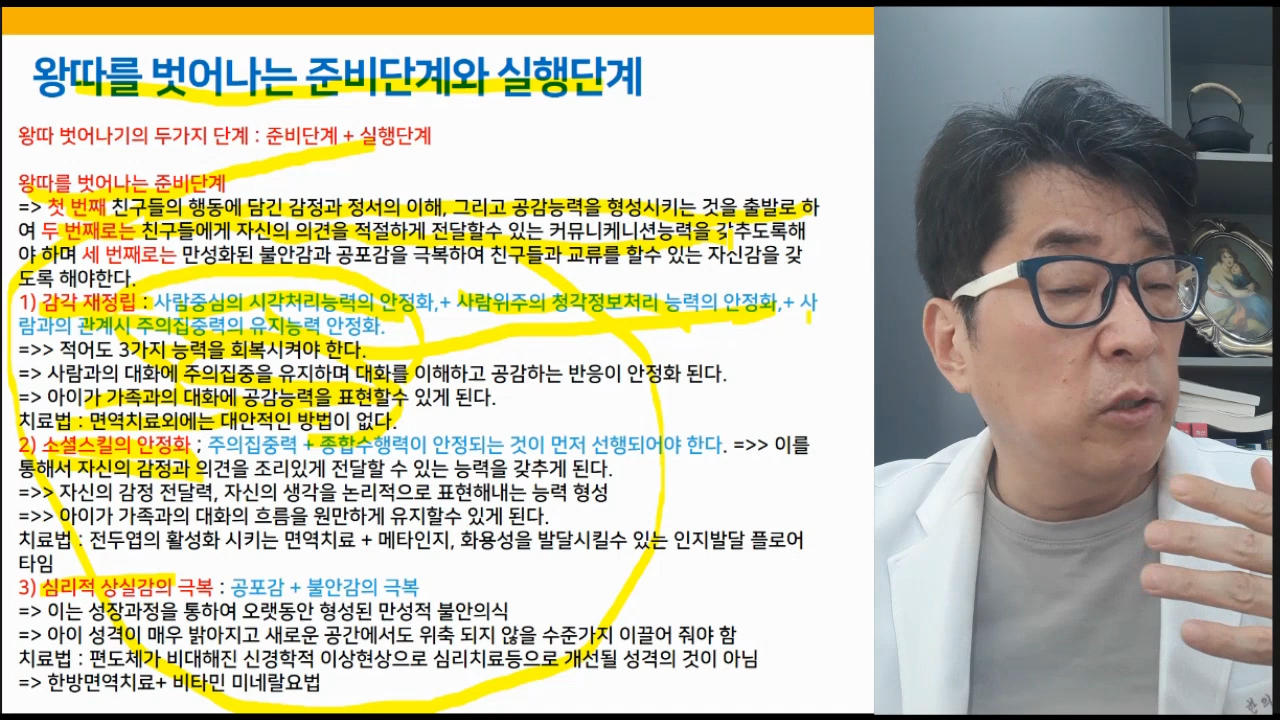 왕따를 벗어나는 준비단계와 실행단계
왕따 벗어나기의 두가지 단계 : 준비단계 + 실행단계
왕따를 벗어나는 준비단계
=> 첫 번째 친구들의 행동에 담긴 감정과 정서의 이해, 그리고 공감능력을 형성시키는 것을 출발로 하
여 두 번째로는 친구들에게 자신의 의견을 적절하게 전달할수 있는 커뮤니케니션능력을 갖추도록해
야 하며 세 번째로는 만성화된 불안감과 공포감을 극복하여 친구들과 교류를 할수 있는 자신감을 갖
도록 해야한다.
1) 감각 재정립 : 사람중심의 시각처리능력의 안정화,+ 사람위주의 청각정보처리 능력의 안정화,+ 사
람과의 관계시 주의집중력의 유지능력 안정화.
=>> 적어도 3가지 능력을 회복시켜야 한다.
=> 사람과의 대화에 주의집중을 유지하며 대화를 이해하고 공감하는 반응이 안정화 된다.
=> 아이가 가족과의 대화에 공감능력을 표현할수 있게 된다.
치료법 : 면역치료외에는 대안적인 방법이 없다.
2) 소셜스킬의 안정화 ; 주의집중력 + 종합수행력이 안정되는 것이 먼저 선행되어야 한다. =>> 이를
통해서 자신의 감정과 의견을 조리있게 전달할 수 있는 능력을 갖추게 된다.
=>> 자신의 감정 전달력, 자신의 생각을 논리적으로 표현해내는 능력 형성
=>> 아이가 가족과의 대화의 흐름을 원만하게 유지할수 있게 된다.
치료법 : 전두엽의 활성화 시키는 면역치료 + 메타인지, 화용성을 발달시킬수 있는 인지발달 플로어
타임
3) 심리적 상실감의 극복 : 공포감 + 불안감의 극복
=> 이는 성장과정을 통하여 오랫동안 형성된 만성적 불안의식
=> 아이 성격이 매우 밝아지고 새로운 공간에서도 위축 되지 않을 수준가지 이끌어 줘야 함
치료법 : 편도체가 비대해진 신경학적 이상현상으로 심리치료등으로 개선될 성격의 것이 아님
=> 한방면역치료+ 비타민 미네랄요법